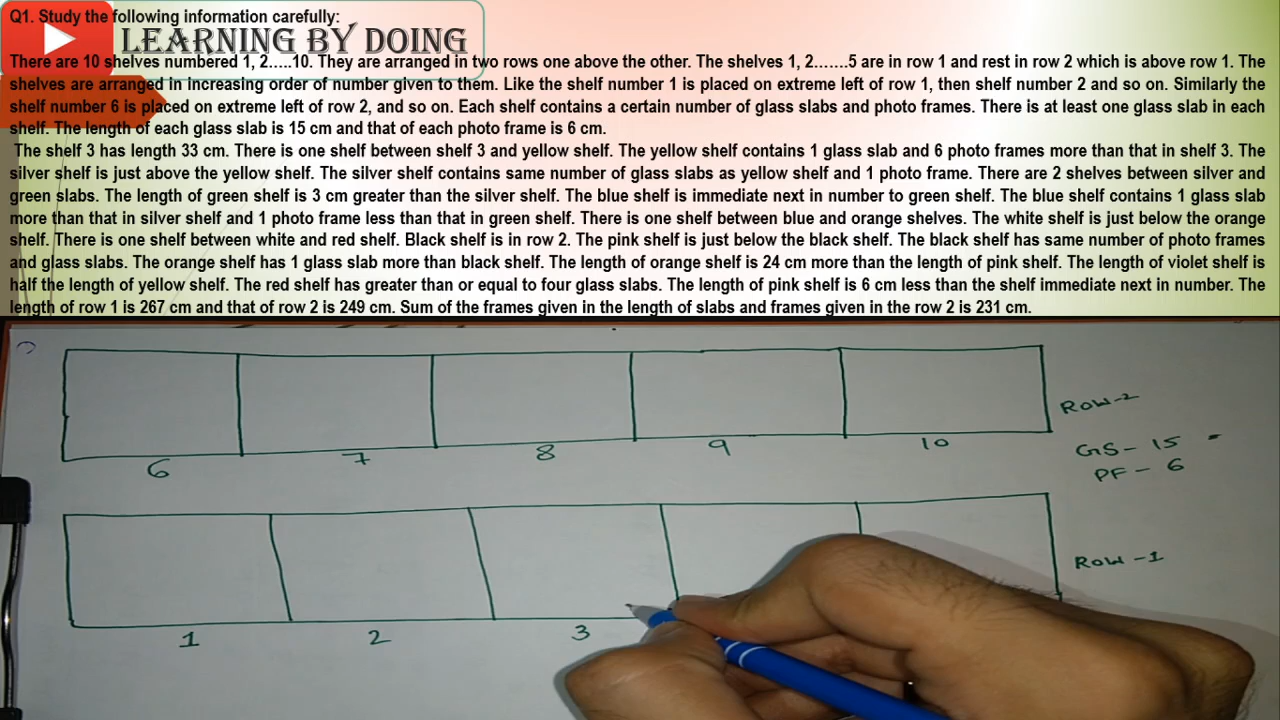 Q1. Study the following information carefully:
LEARNING BY DOING
There are 10 shelves numbered 1, 2.....10. They are arranged in two rows one above the other. The shelves 1, 2.......5 are in row 1 and rest in row 2 which is above row 1. The
shelves are arranged in increasing order of number given to them. Like the shelf number 1 is placed on extreme left of row 1, then shelf number 2 and so on. Similarly the
shelf number 6 is placed on extreme left of row 2, and so on. Each shelf contains a certain number of glass slabs and photo frames. There is at least one glass slab in each
shelf. The length of each glass slab is 15 cm and that of each photo frame is 6 cm.
The shelf 3 has length 33 cm. There is one shelf between shelf 3 and yellow shelf. The yellow shelf contains 1 glass slab and 6 photo frames more than that in shelf 3. The
silver shelf is just above the yellow shelf. The silver shelf contains same number of glass slabs as yellow shelf and 1 photo frame. There are 2 shelves between silver and
green slabs. The length of green shelf is 3 cm greater than the silver shelf. The blue shelf is immediate next in number to green shelf. The blue shelf contains 1 glass slab
more than that in silver shelf and 1 photo frame less than that in green shelf. There is one shelf between blue and orange shelves. The white shelf is just below the orange
shelf. There is one shelf between white and red shelf. Black shelf is in row 2. The pink shelf is just below the black shelf. The black shelf has same number of photo frames
and glass slabs. The orange shelf has 1 glass slab more than black shelf. The length of orange shelf is 24 cm more than the length of pink shelf. The length of violet shelf is
half the length of yellow shelf. The red shelf has greater than or equal to four glass slabs. The length of pink shelf is 6 cm less than the shelf immediate next in number. The
length of row 1 is 267 cm and that of row 2 is 249 cm. Sum of the frames given in the length of slabs and frames given in the row 2 is 231 cm.
6 7 8 9 10
ROW-2
GS - 15
PF - 6
ROW -1
1 2 3